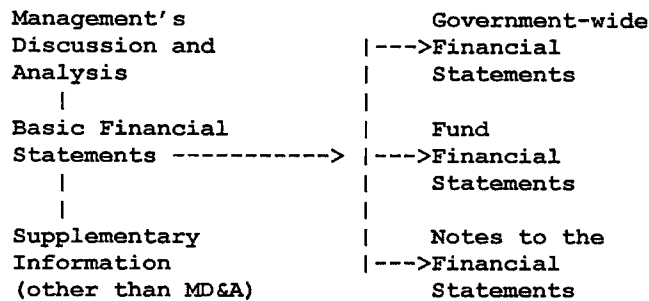 Management's Government-wide
Discussion and |--->Financial
Analysis | Statements
| |
Basic Financial | Fund
Statements -----------> |--->Financial
| | Statements
| |
Supplementary | Notes to the
Information |--->Financial
(other than MD&A) Statements